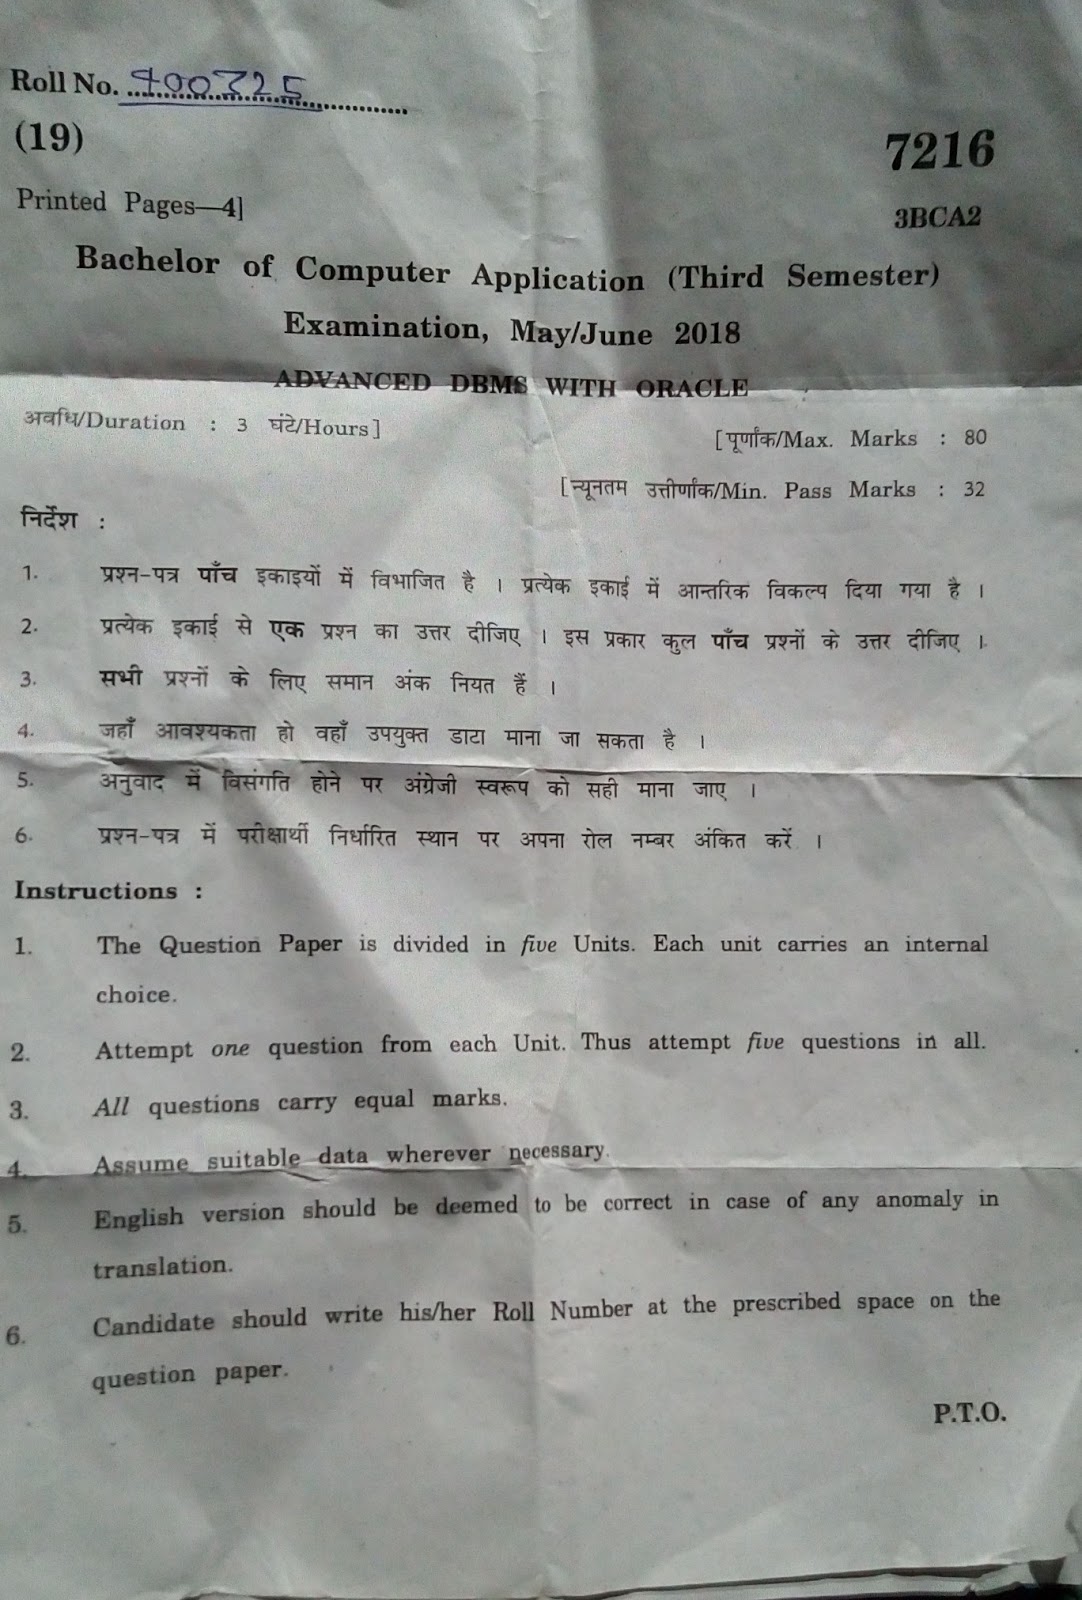 Roll No. 900325
(19)
7216
Printed Pages—4]
3BCA2
Bachelor of Computer Application (Third Semester)
Examination, May/June 2018
ADVANCED DBMS WITH ORACLE
अवधि/Duration : 3 घंटे/Hours]
[पूर्णांक/Max. Marks : 80
[न्यूनतम उत्तीर्णांक/Min. Pass Marks : 32
निर्देश :
1. प्रश्न-पत्र पाँच इकाइयों में विभाजित है । प्रत्येक इकाई में आन्तरिक विकल्प दिया गया है ।
2. प्रत्येक इकाई से एक प्रश्न का उत्तर दीजिए । इस प्रकार कुल पाँच प्रश्नों के उत्तर दीजिए ।
3. सभी प्रश्नों के लिए समान अंक नियत हैं ।
4. जहाँ आवश्यकता हो वहाँ उपयुक्त डाटा माना जा सकता है ।
5. अनुवाद में विसंगति होने पर अंग्रेजी स्वरूप को सही माना जाए ।
6. प्रश्न-पत्र में परीक्षार्थी निर्धारित स्थान पर अपना रोल नम्बर अंकित करें ।
Instructions :
1. The Question Paper is divided in five Units. Each unit carries an internal
choice.
2. Attempt one question from each Unit. Thus attempt five questions in all.
3. All questions carry equal marks.
4. Assume suitable data wherever necessary.
5. English version should be deemed to be correct in case of any anomaly in
translation.
6. Candidate should write his/her Roll Number at the prescribed space on the
question paper.
P.T.O.